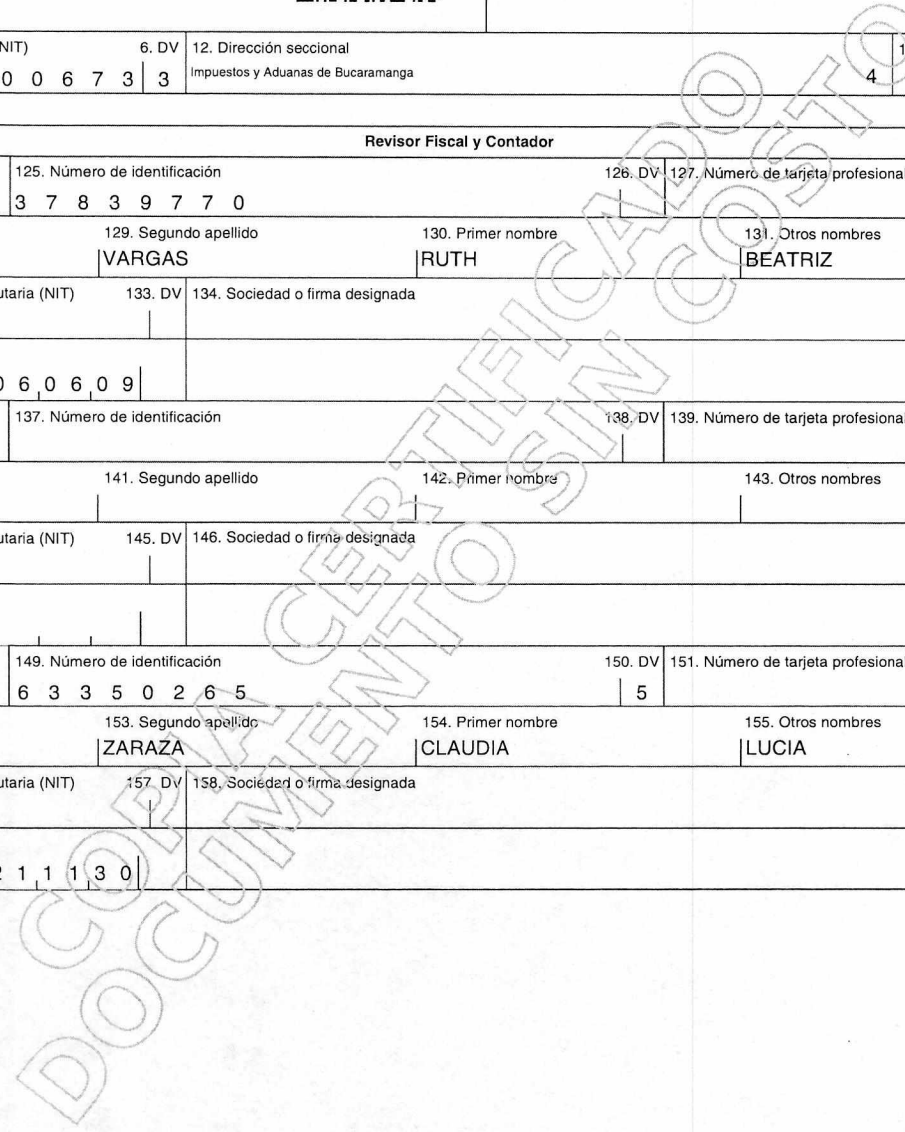 NIT) 6. DV 12. Dirección seccional
0 0 6 7 3 3 Impuestos y Aduanas de Bucaramanga 4
Revisor Fiscal y Contador
125. Número de identificación 126. DV 127. Número de tarjeta profesional
3 7 8 3 9 7 7 0
129. Segundo apellido 130. Primer nombre 131. Otros nombres
VARGAS RUTH BEATRIZ
utaria (NIT) 133. DV 134. Sociedad o firma designada
0 6 0 6 0 9
137. Número de identificación 138. DV 139. Número de tarjeta profesional
141. Segundo apellido 142. Primer nombre 143. Otros nombres
utaria (NIT) 145. DV 146. Sociedad o firma designada
149. Número de identificación 150. DV 151. Número de tarjeta profesional
6 3 3 5 0 2 6 5 5
153. Segundo apellido 154. Primer nombre 155. Otros nombres
ZARAZA CLAUDIA LUCIA
utaria (NIT) 157. DV 158. Sociedad o firma designada
1 1 1 3 0
COPIA CERTIFICADO
DOCUMENTO SIN COSTO